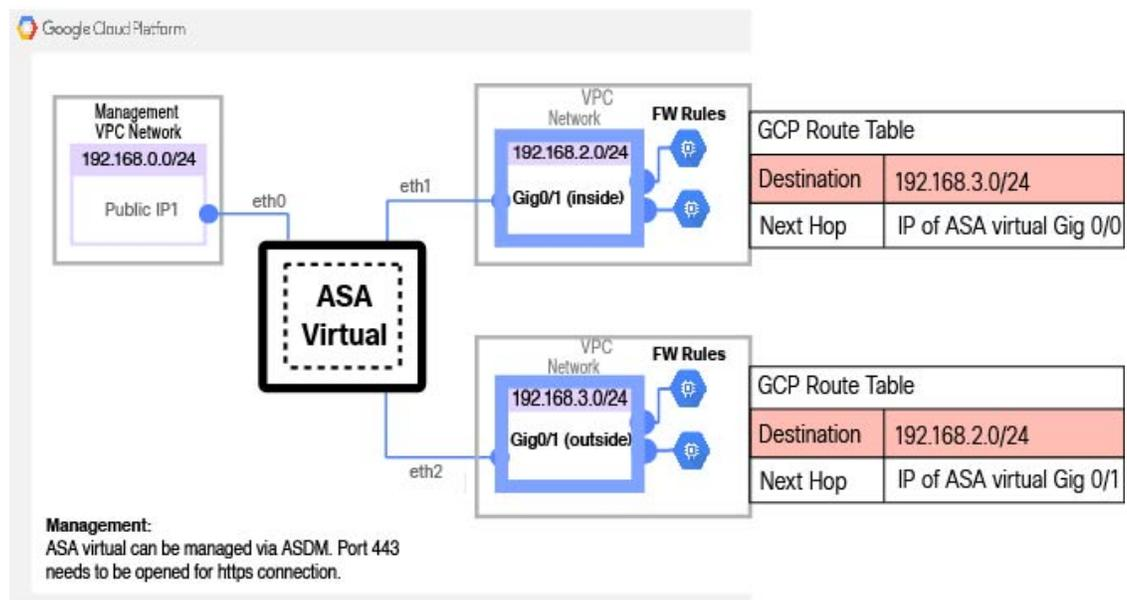 Google Cloud Platform
Management
VPC Network
192.168.0.0/24
Public IP1
eth0
ASA
Virtual
eth1
VPC
Network
FW Rules
192.168.2.0/24
Gig0/1 (inside)
GCP Route Table
Destination 192.168.3.0/24
Next Hop IP of ASA virtual Gig 0/0
eth2
VPC
Network
FW Rules
192.168.3.0/24
Gig0/1 (outside)
GCP Route Table
Destination 192.168.2.0/24
Next Hop IP of ASA virtual Gig 0/1
Management:
ASA virtual can be managed via ASDM. Port 443
needs to be opened for https connection.